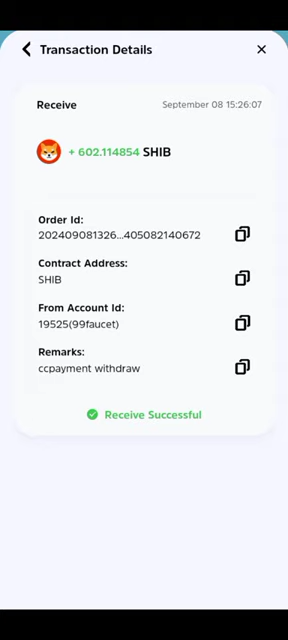 Transaction Details
Receive
September 08 15:26:07
+ 602.114854 SHIB
Order Id:
202409081326...405082140672
Contract Address:
SHIB
From Account Id:
19525(99faucet)
Remarks:
ccpayment withdraw
Receive Successful